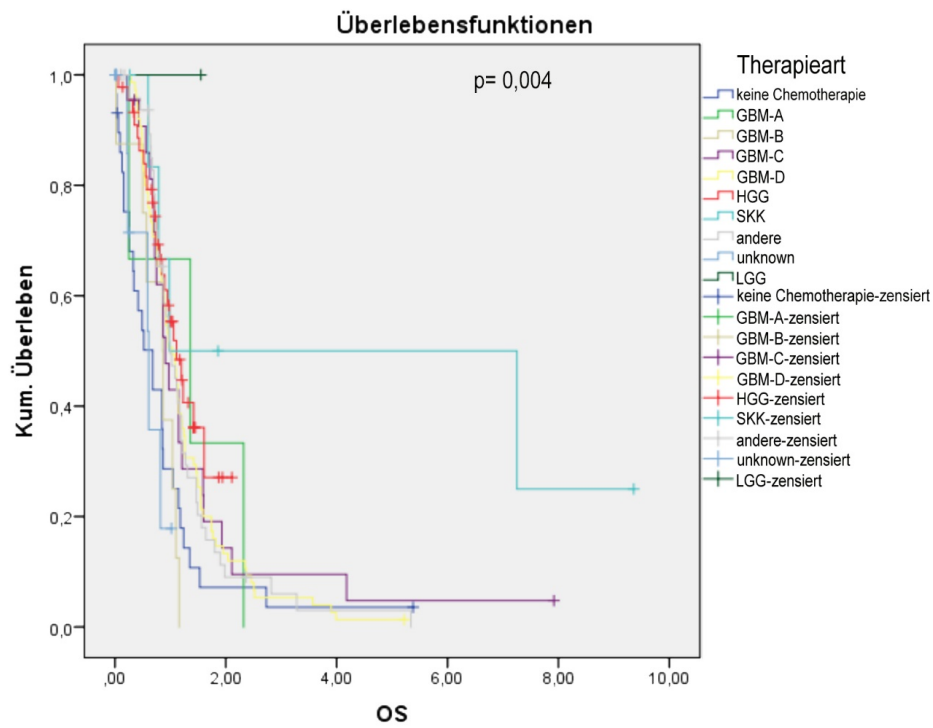 Überlebensfunktionen
p= 0,004
Therapieart
keine Chemotherapie
GBM-A
GBM-B
GBM-C
GBM-D
HGG
SKK
andere
unknown
LGG
keine Chemotherapie-zensiert
GBM-A-zensiert
GBM-B-zensiert
GBM-C-zensiert
GBM-D-zensiert
HGG-zensiert
SKK-zensiert
andere-zensiert
unknown-zensiert
LGG-zensiert
Kum. Überleben
1,0
0,8
0,6
0,4
0,2
0,0
,00 2,00 4,00 6,00 8,00 10,00
OS